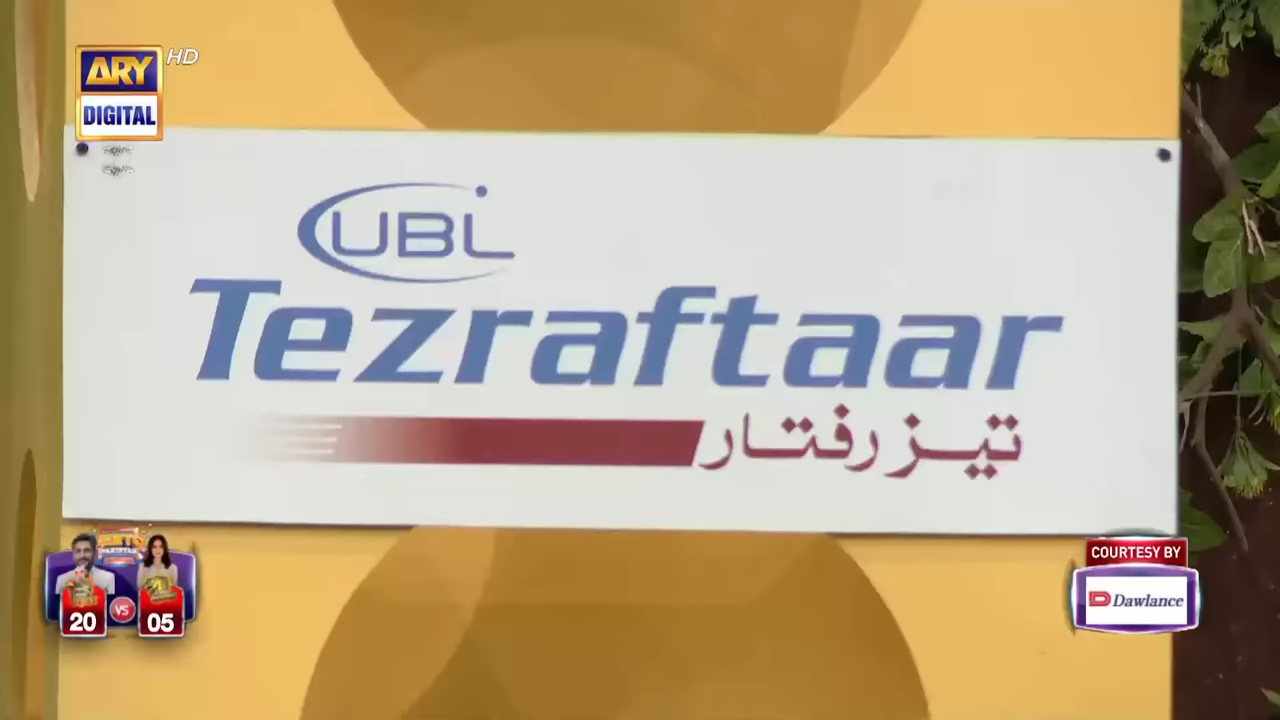 ARY HD
DIGITAL
UBL
Tezraftaar
تیز رفتار
20 VS 05
COURTESY BY
Dawlance